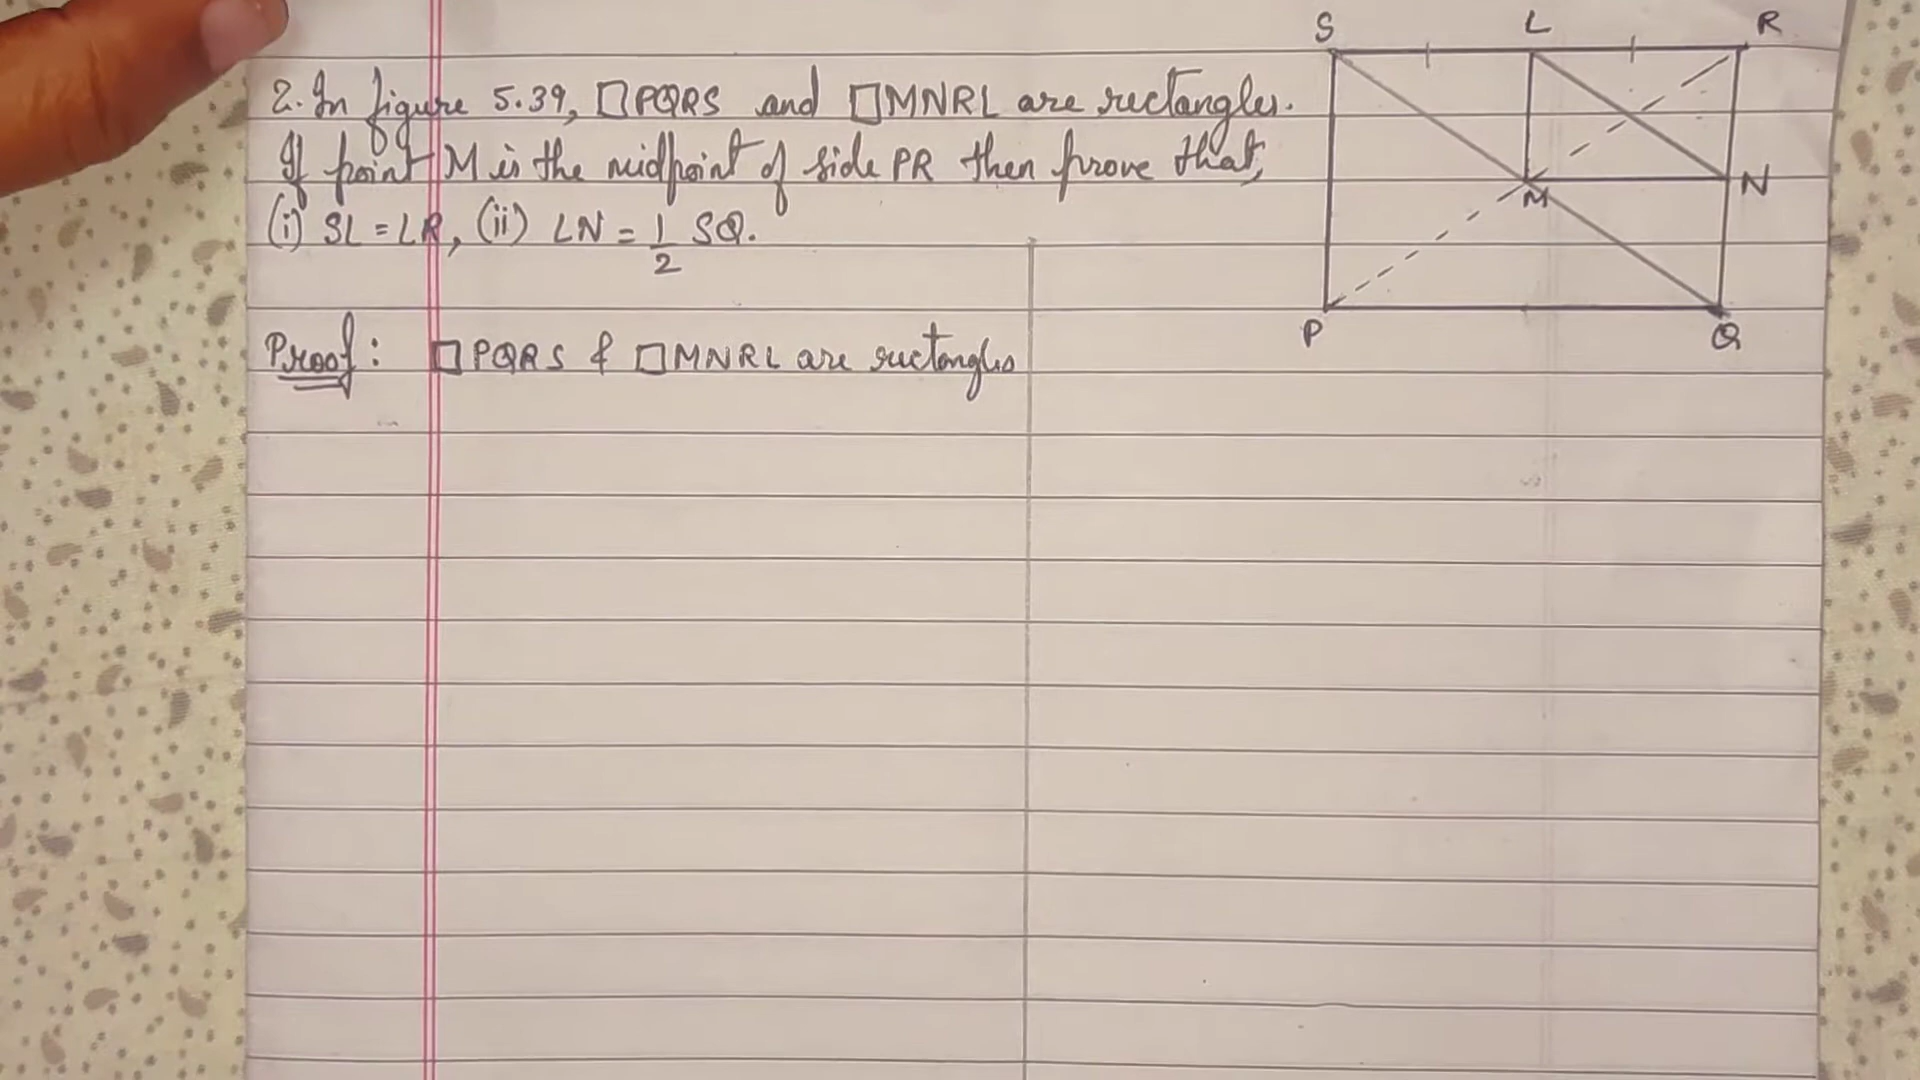 S L R
2. In figure 5.39, □PQRS and □MNRL are rectangles.
If point M is the midpoint of side PR then prove that,
M N
(i) SL = LR, (ii) LN = 1/2 SQ.
P Q
Proof : □PQRS & □MNRL are rectangles